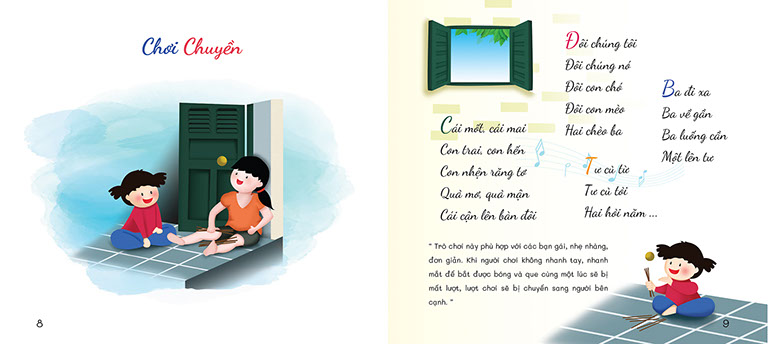 Chơi Chuyền
8
Cái mốt, cái mai
Con trai, con hến
Con nhện răng tơ
Quả mơ, quả mận
Cái cận lên bàn đôi
Đôi chúng tôi
Đôi chúng nó
Đôi con chó
Đôi con mèo
Hai chèo ba
Ba đi xa
Ba về gần
Ba luống cần
Một lên tư
Tư củ từ
Tư củ tỏi
Hai hỏi năm ...
" Trò chơi này phù hợp với các bạn gái, nhẹ nhàng,
đơn giản. Khi người chơi không nhanh tay, nhanh
mắt để bắt được bóng và que cùng một lúc sẽ bị
mất lượt, lượt chơi sẽ bị chuyển sang người bên
cạnh. "
9